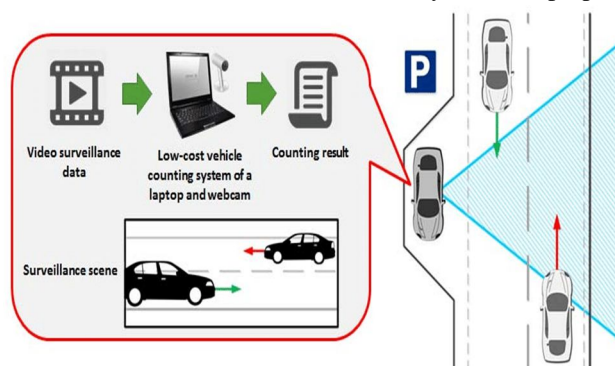 P
Video surveillance
data
Low-cost vehicle
counting system of a
laptop and webcam
Counting result
Surveillance scene